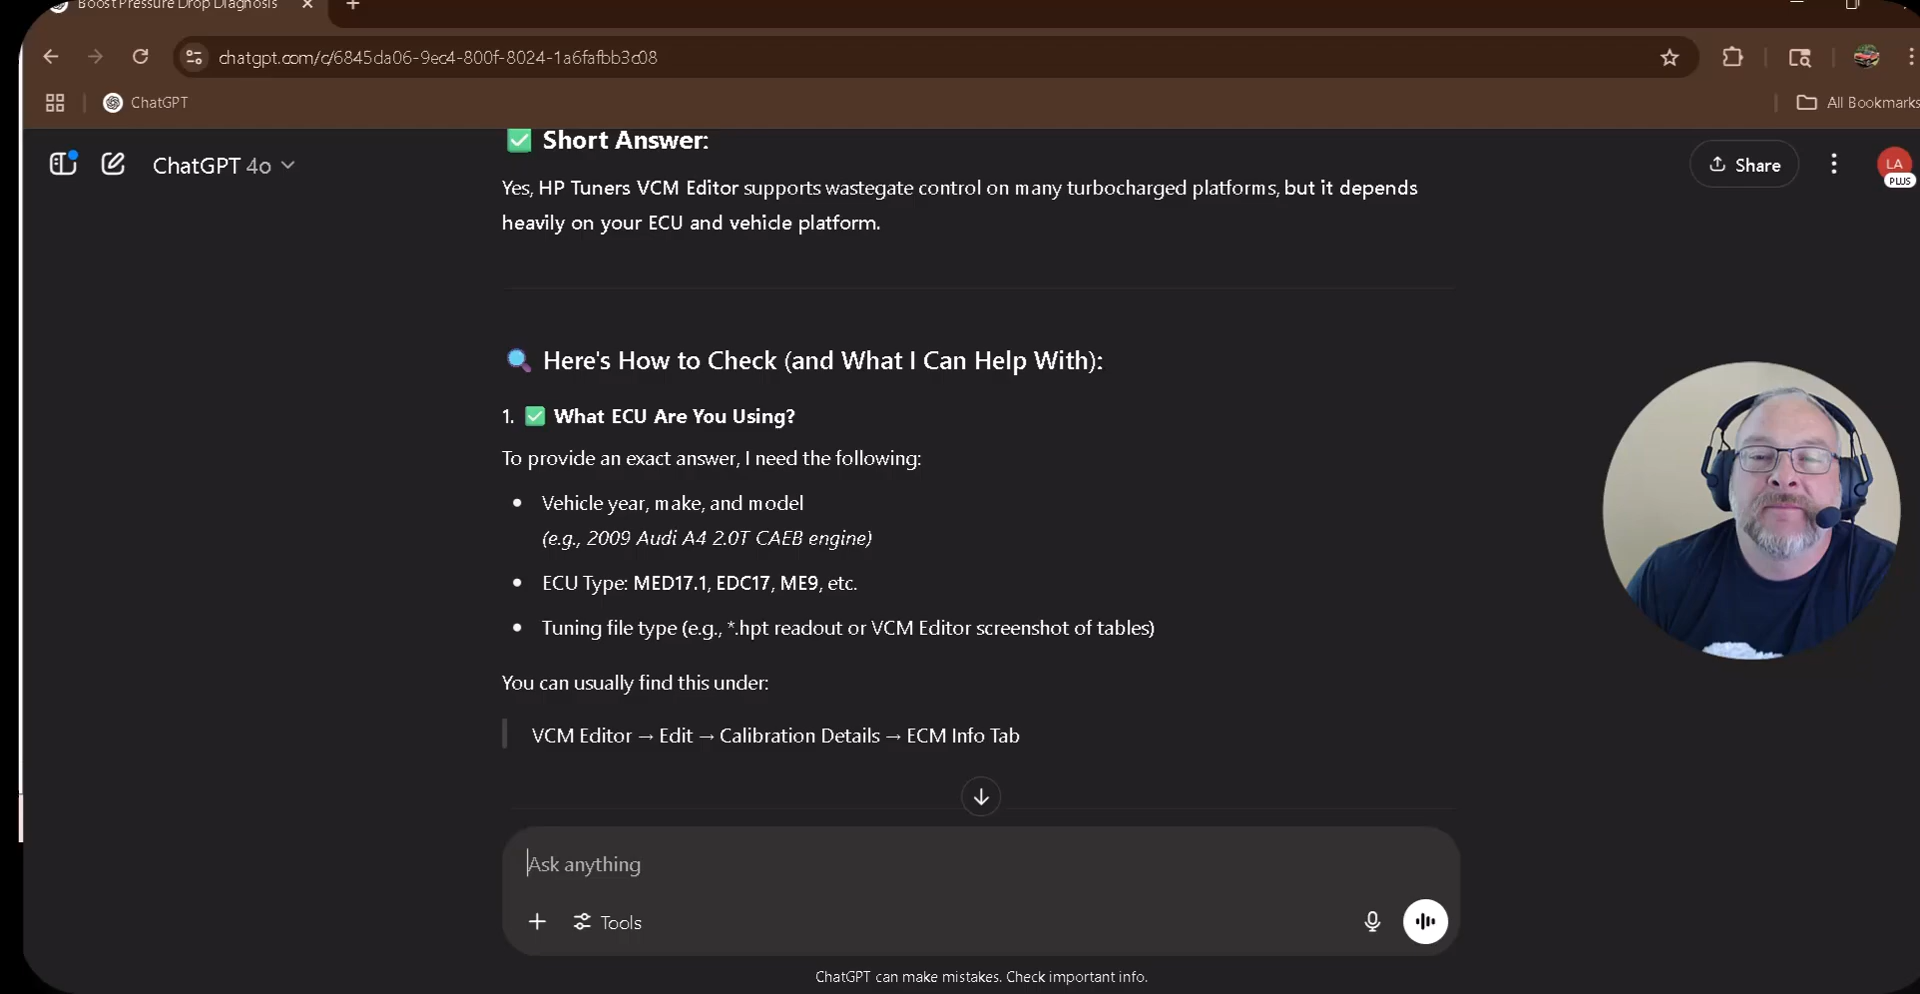 Boost Pressure Drop Diagnosis
chatgpt.com/c/6845da06-9ec4-800f-8024-1a6fafbb3c08
ChatGPT
All Bookmarks
ChatGPT 4o
Share
LA
PLUS
✅ Short Answer:
Yes, HP Tuners VCM Editor supports wastegate control on many turbocharged platforms, but it depends
heavily on your ECU and vehicle platform.
🔍 Here's How to Check (and What I Can Help With):
1. ✅ What ECU Are You Using?
To provide an exact answer, I need the following:
• Vehicle year, make, and model
(e.g., 2009 Audi A4 2.0T CAEB engine)
• ECU Type: MED17.1, EDC17, ME9, etc.
• Tuning file type (e.g., *.hpt readout or VCM Editor screenshot of tables)
You can usually find this under:
VCM Editor → Edit → Calibration Details → ECM Info Tab
Ask anything
Tools
ChatGPT can make mistakes. Check important info.